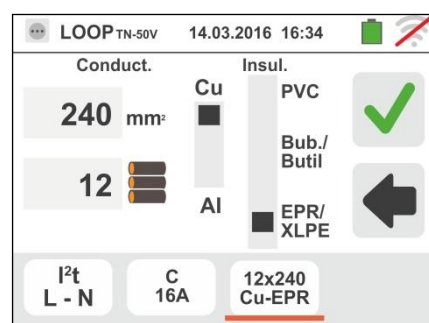 LOOP TN-50V 14.03.2016 16:34
Conduct. Insul.
Cu
PVC
240 mm²
Bub./
Butil
12
Al
EPR/
XLPE
I²t
L - N
C
16A
12x240
Cu-EPR